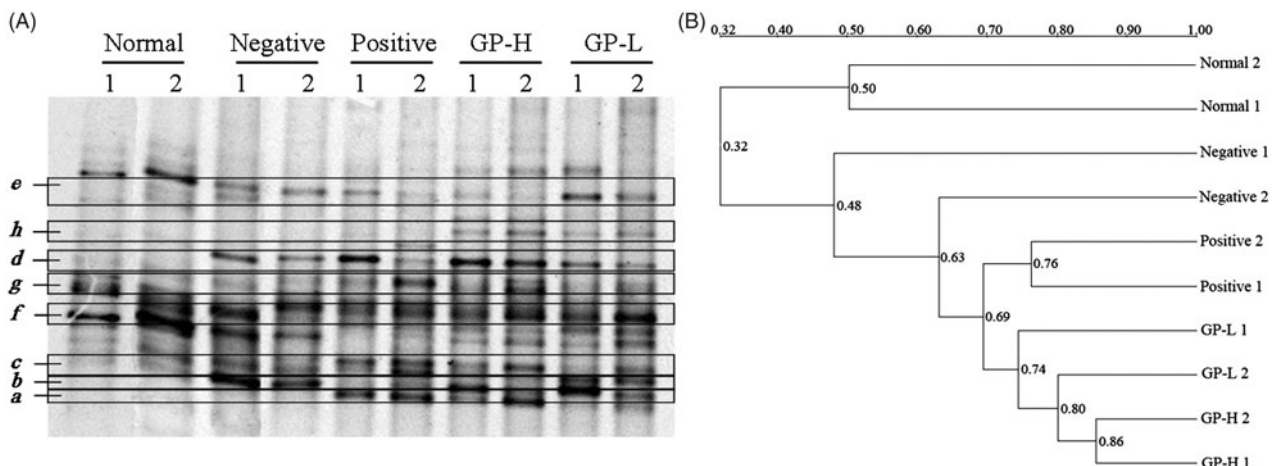 (A)
Normal Negative Positive GP-H GP-L
1 2 1 2 1 2 1 2 1 2
e
h
d
g
f
c
b
a
(B)
0,32 0,40 0,50 0,60 0,70 0,80 0,90 1,00
Normal 2
0.50
Normal 1
0.32
Negative 1
0.48
Negative 2
0.63
Positive 2
0.76
Positive 1
0.69
GP-L 1
0.74
GP-L 2
0.80
GP-H 2
0.86
GP-H 1